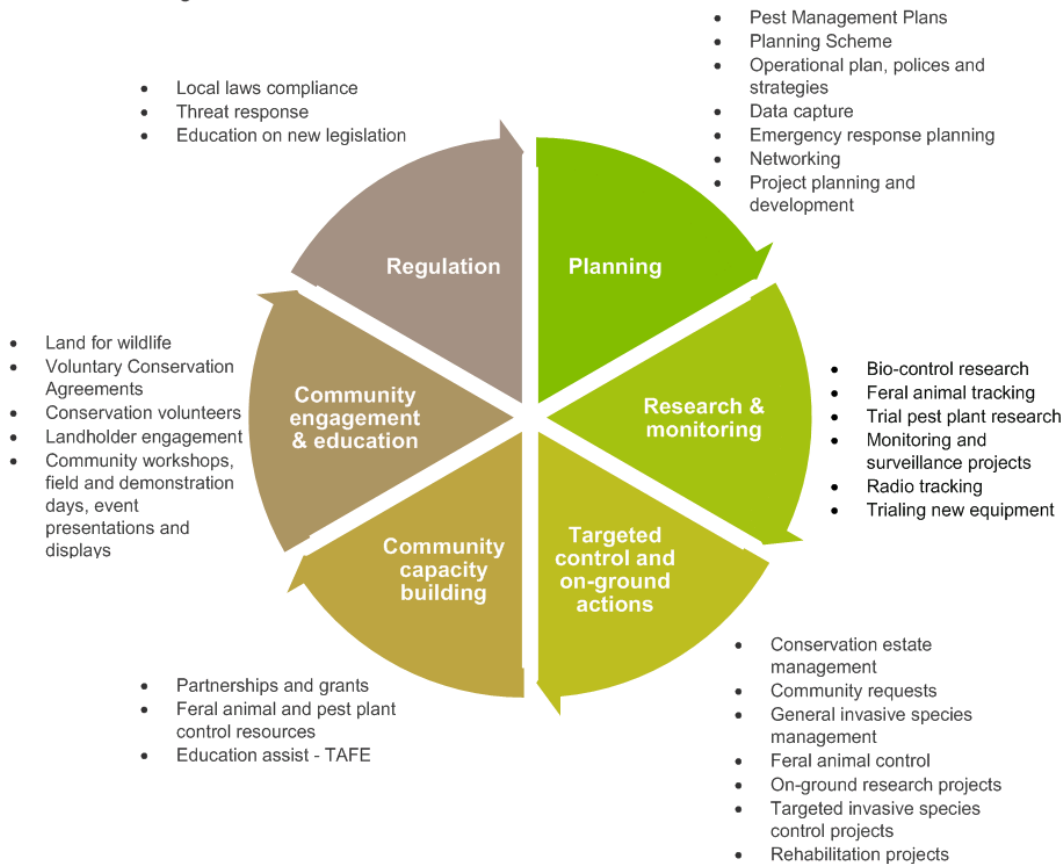 Pest Management Plans
Planning Scheme
Operational plan, polices and
strategies
Data capture
Emergency response planning
Networking
Project planning and
development
Local laws compliance
Threat response
Education on new legislation
Regulation
Planning
Land for wildlife
Voluntary Conservation
Agreements
Conservation volunteers
Landholder engagement
Community workshops,
field and demonstration
days, event
presentations and
displays
Community
engagement
& education
Research &
monitoring
Bio-control research
Feral animal tracking
Trial pest plant research
Monitoring and
surveillance projects
Radio tracking
Trialing new equipment
Community
capacity
building
Targeted
control and
on-ground
actions
Partnerships and grants
Feral animal and pest plant
control resources
Education assist - TAFE
Conservation estate
management
Community requests
General invasive species
management
Feral animal control
On-ground research projects
Targeted invasive species
control projects
Rehabilitation projects